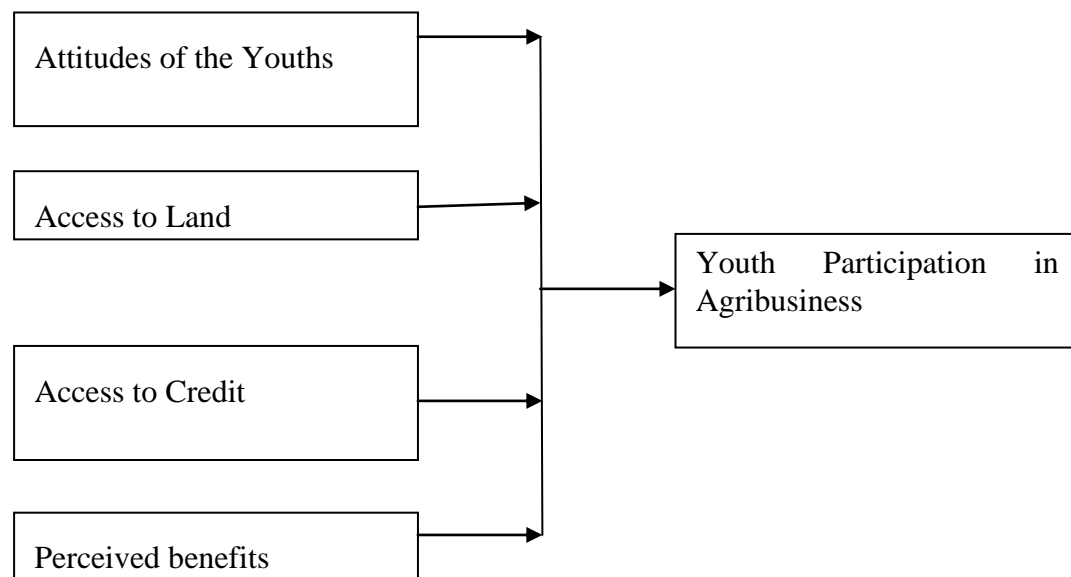 Attitudes of the Youths
Access to Land
Youth Participation in
Agribusiness
Access to Credit
Perceived benefits